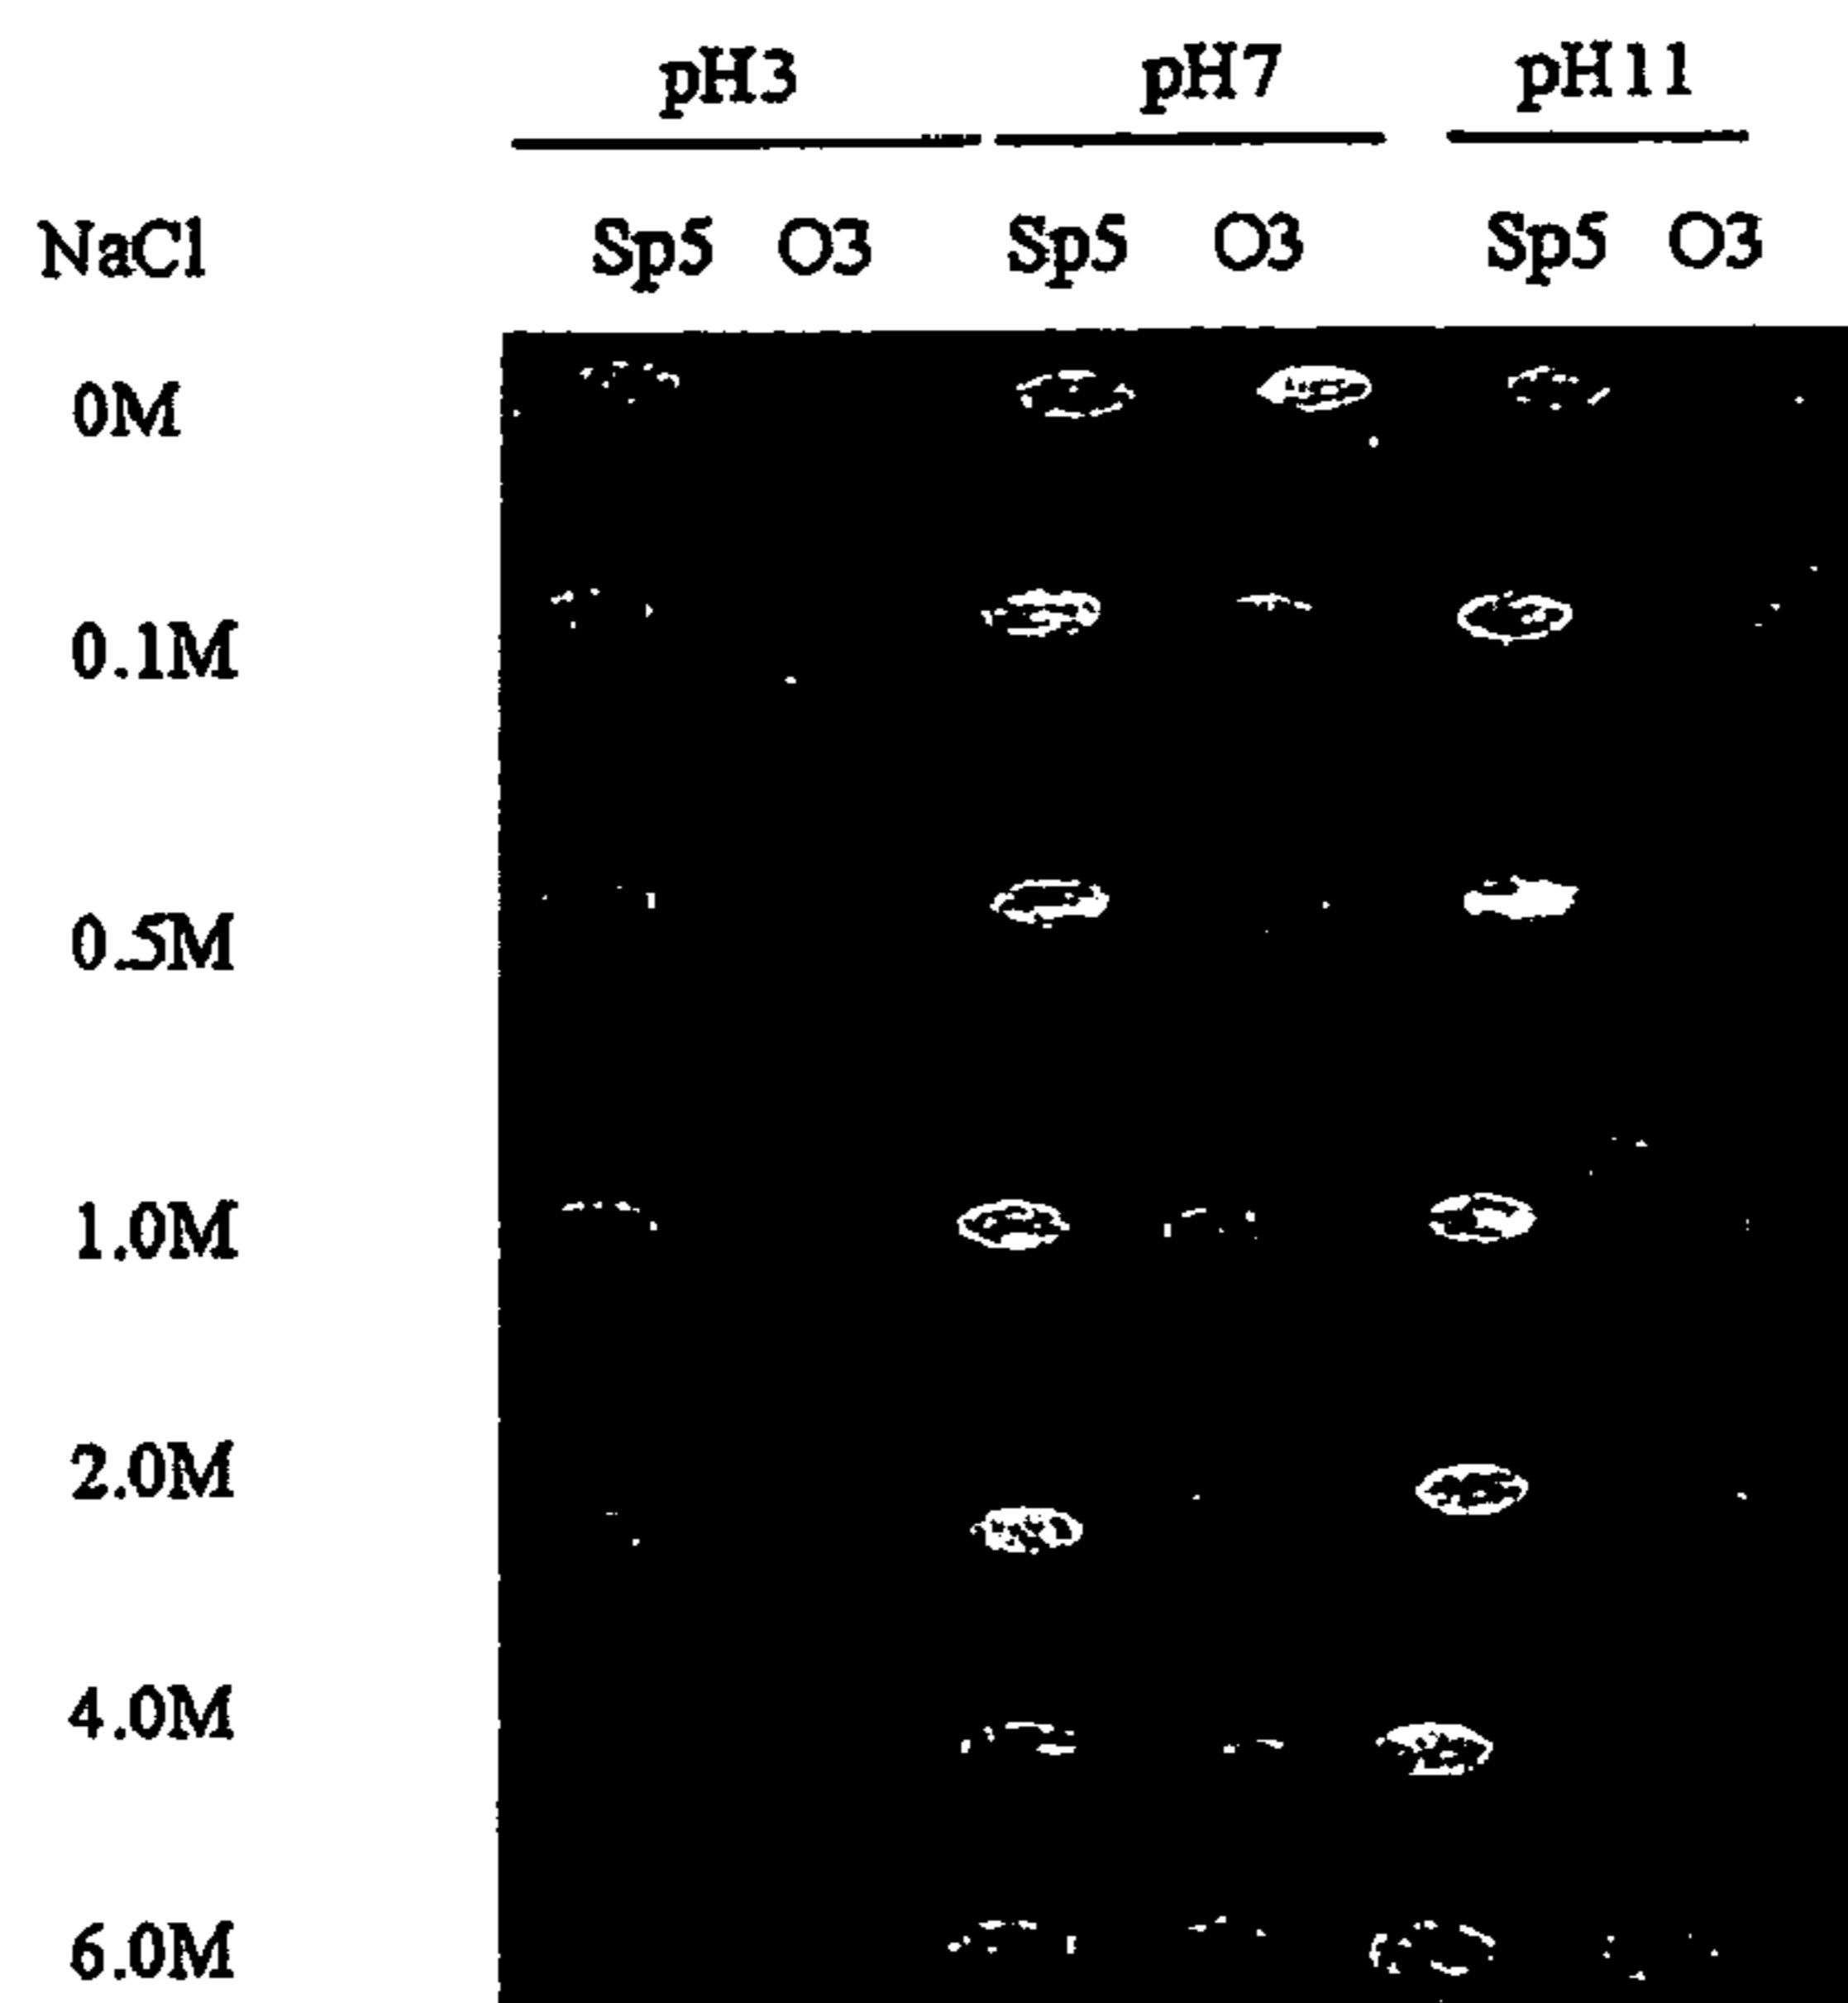 pH3 pH7 pH11
NaCl Sp5 O3 Sp5 O3 Sp5 O3
0M
0.1M
0.5M
1.0M
2.0M
4.0M
6.0M